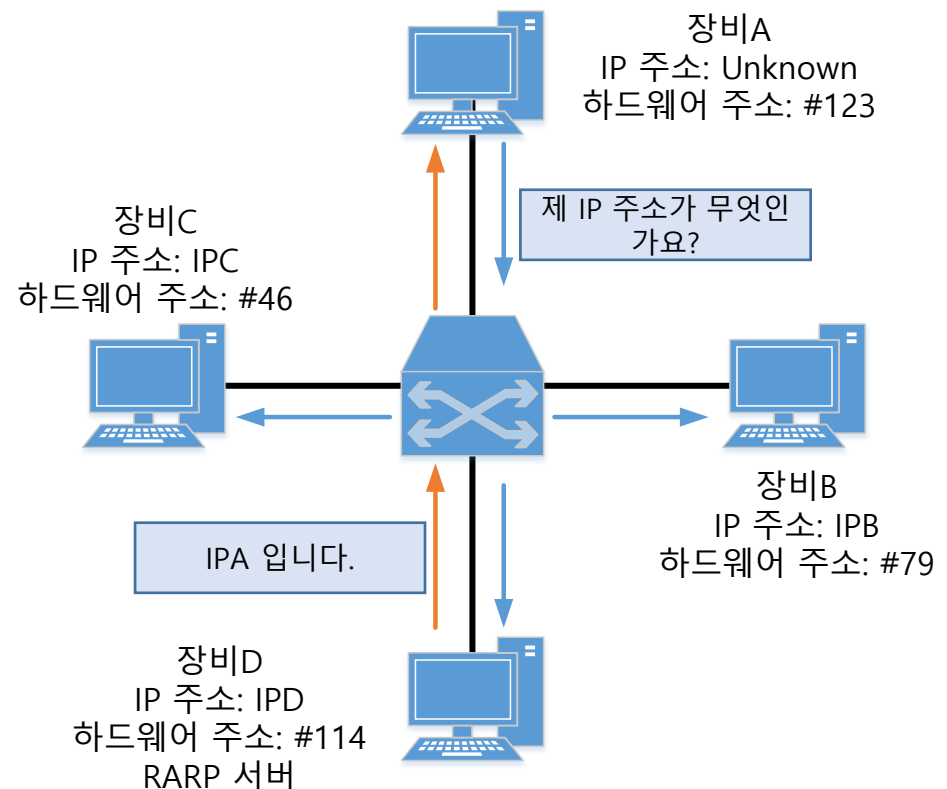 장비A
IP 주소: Unknown
하드웨어 주소: #123
제 IP 주소가 무엇인
가요?
장비C
IP 주소: IPC
하드웨어 주소: #46
장비B
IP 주소: IPB
하드웨어 주소: #79
IPA 입니다.
장비D
IP 주소: IPD
하드웨어 주소: #114
RARP 서버